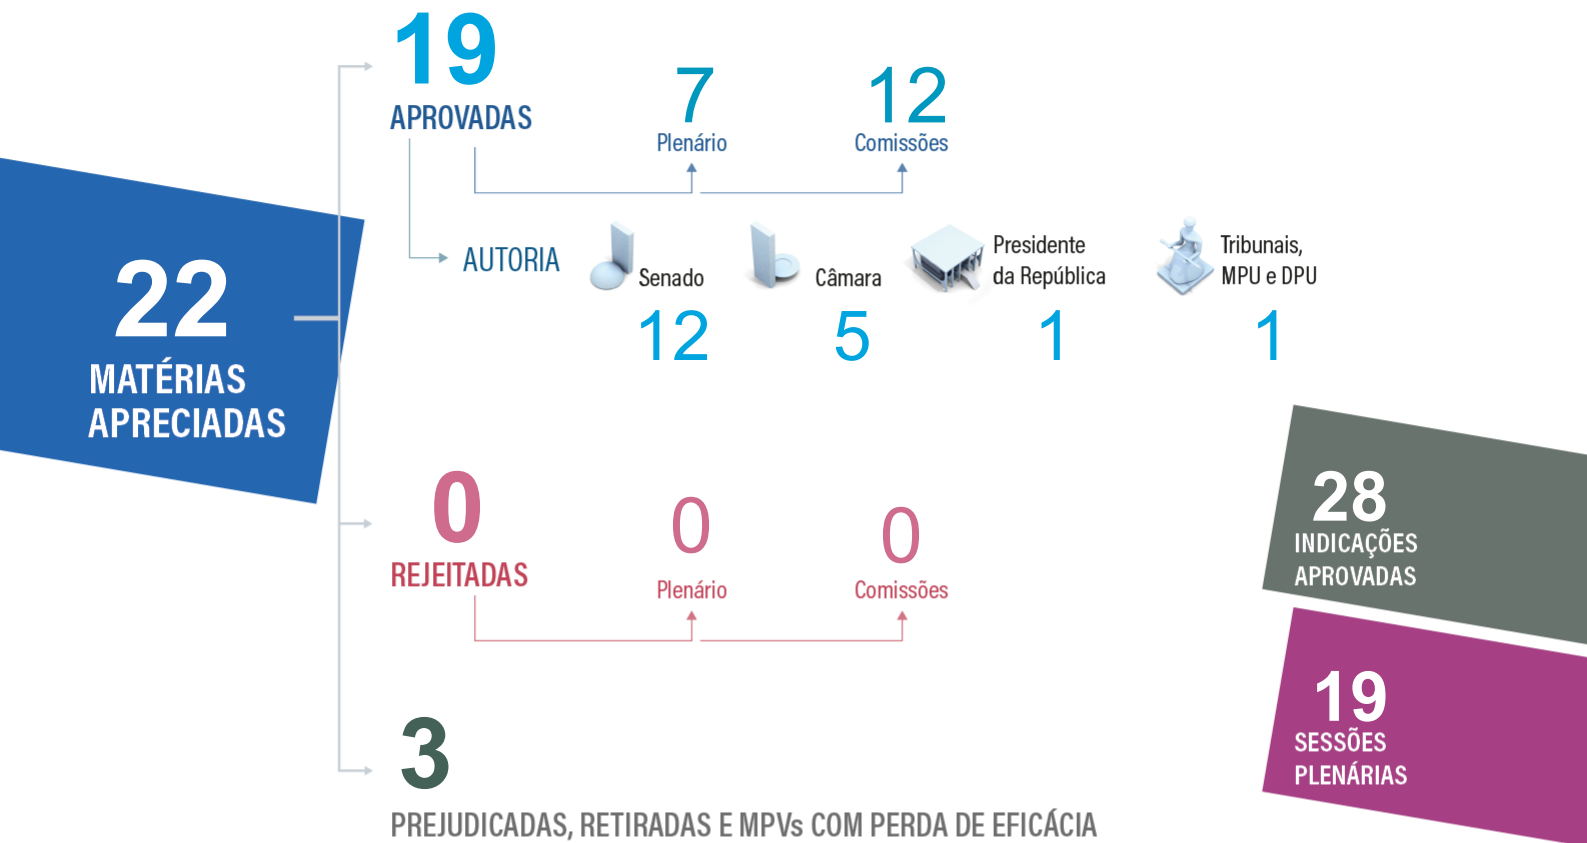 19
APROVADAS
7
Plenário
12
Comissões
AUTORIA
Senado
12
Câmara
5
Presidente
da República
1
Tribunais,
MPU e DPU
1
22
MATÉRIAS
APRECIADAS
0
REJEITADAS
0
Plenário
0
Comissões
28
INDICAÇÕES
APROVADAS
19
SESSÕES
PLENÁRIAS
3
PREJUDICADAS, RETIRADAS E MPVs COM PERDA DE EFICÁCIA